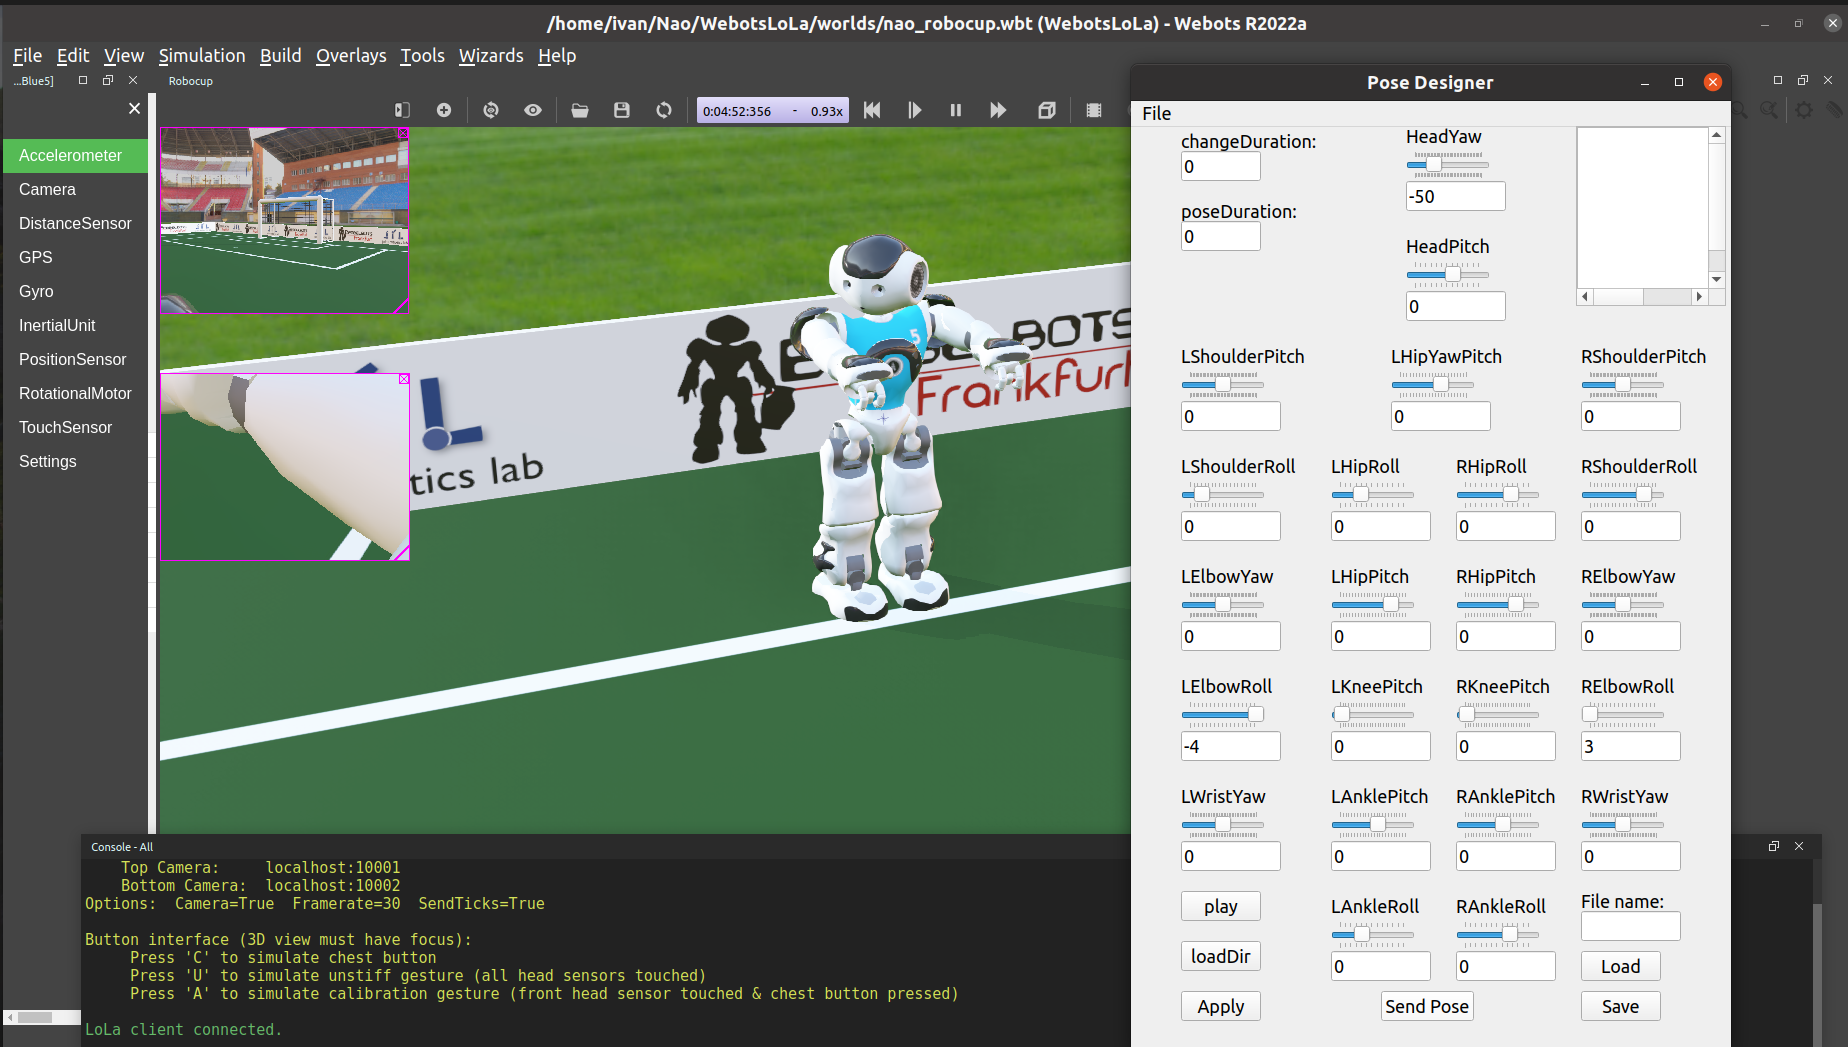 /home/ivan/Nao/WebotsLoLa/worlds/nao_robocup.wbt (WebotsLoLa) - Webots R2022a
File Edit View Simulation Build Overlays Tools Wizards Help
...Blue5]
Robocup
0:04:52:356 - 0.93x
Accelerometer
Camera
DistanceSensor
GPS
Gyro
InertialUnit
PositionSensor
RotationalMotor
TouchSensor
Settings
5
BOTS
Frankfur
L
tics lab
Pose Designer
File
changeDuration:
0
poseDuration:
0
HeadYaw
-50
HeadPitch
0
LShoulderPitch LHipYawPitch RShoulderPitch
0 0 0
LShoulderRoll LHipRoll RHipRoll RShoulderRoll
0 0 0 0
LElbowYaw LHipPitch RHipPitch RElbowYaw
0 0 0 0
LElbowRoll LKneePitch RKneePitch RElbowRoll
-4 0 0 3
LWristYaw LAnklePitch RAnklePitch RWristYaw
0 0 0 0
play LAnkleRoll RAnkleRoll File name:
0 0
loadDir Load
Apply Send Pose Save
Console - All
Top Camera: localhost:10001
Bottom Camera: localhost:10002
Options: Camera=True Framerate=30 SendTicks=True
Button interface (3D view must have focus):
Press 'C' to simulate chest button
Press 'U' to simulate unstiff gesture (all head sensors touched)
Press 'A' to simulate calibration gesture (front head sensor touched & chest button pressed)
LoLa client connected.